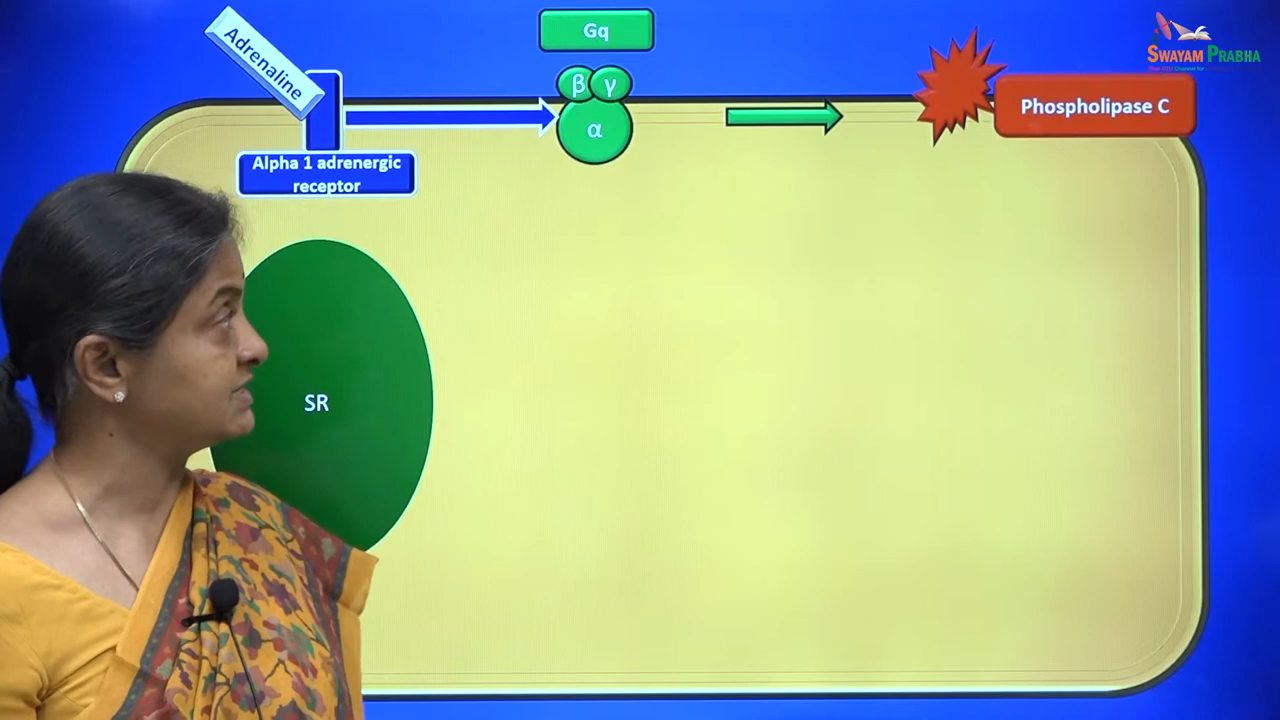 Adrenaline
Gq
β γ
α
Phospholipase C
Alpha 1 adrenergic
receptor
SR
SWAYAM PRABHA